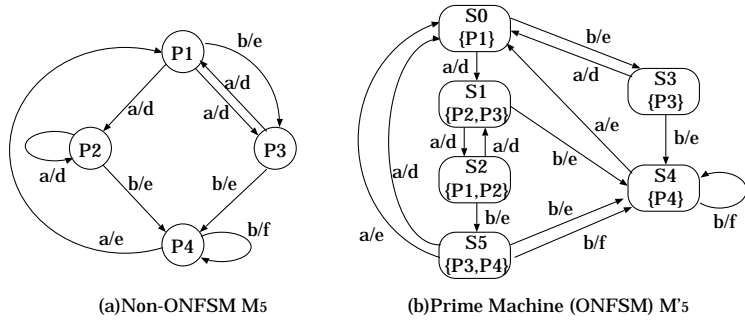 P1
b/e
a/d
a/d
a/d
P2
P3
a/d
b/e
b/e
P4
b/f
a/e
(a)Non-ONFSM M5
S0
{P1}
b/e
a/d
a/d
S3
{P3}
S1
{P2,P3}
a/e
b/e
a/d
a/d
b/e
a/d
S2
{P1,P2}
S4
{P4}
b/e
b/e
b/f
a/e
S5
{P3,P4}
b/f
(b)Prime Machine (ONFSM) M'5